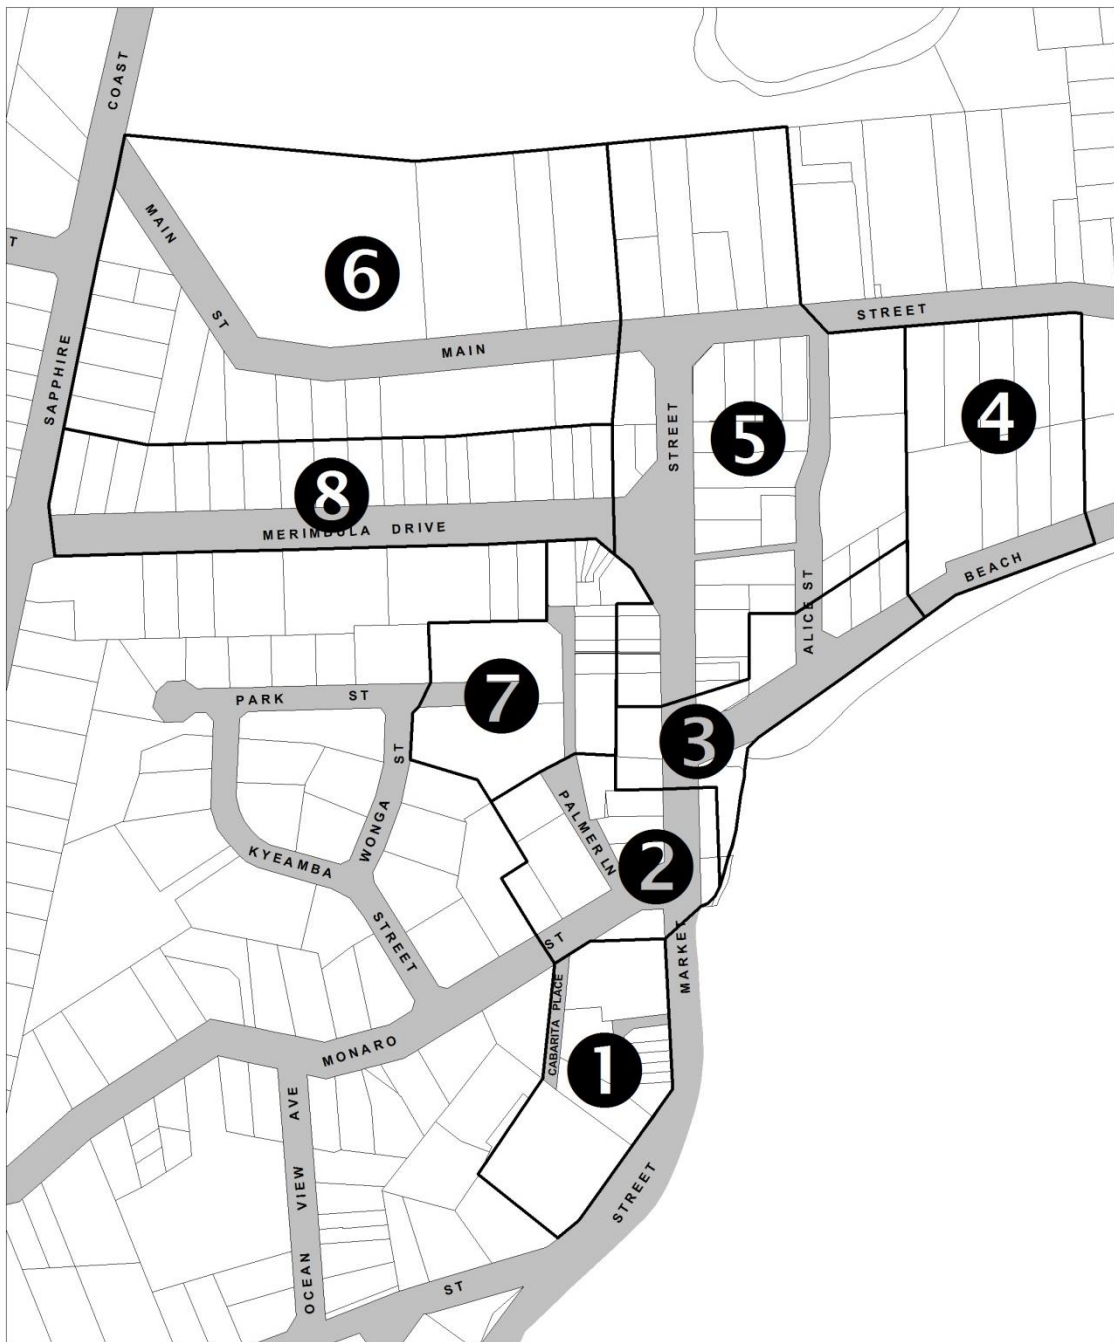 COAST
MAIN
ST
T
6
STREET
MAIN
SAPPHIRE
STREET
4
5
8
MERIMBULA DRIVE
BEACH
ALICE ST
PARK ST
7
3
WONGA ST
PALMER LN
KYEAMBA
2
STREET
ST
MARKET
CABARITA PLACE
MONARO
1
AVE
VIEW
STREET
OCEAN
ST